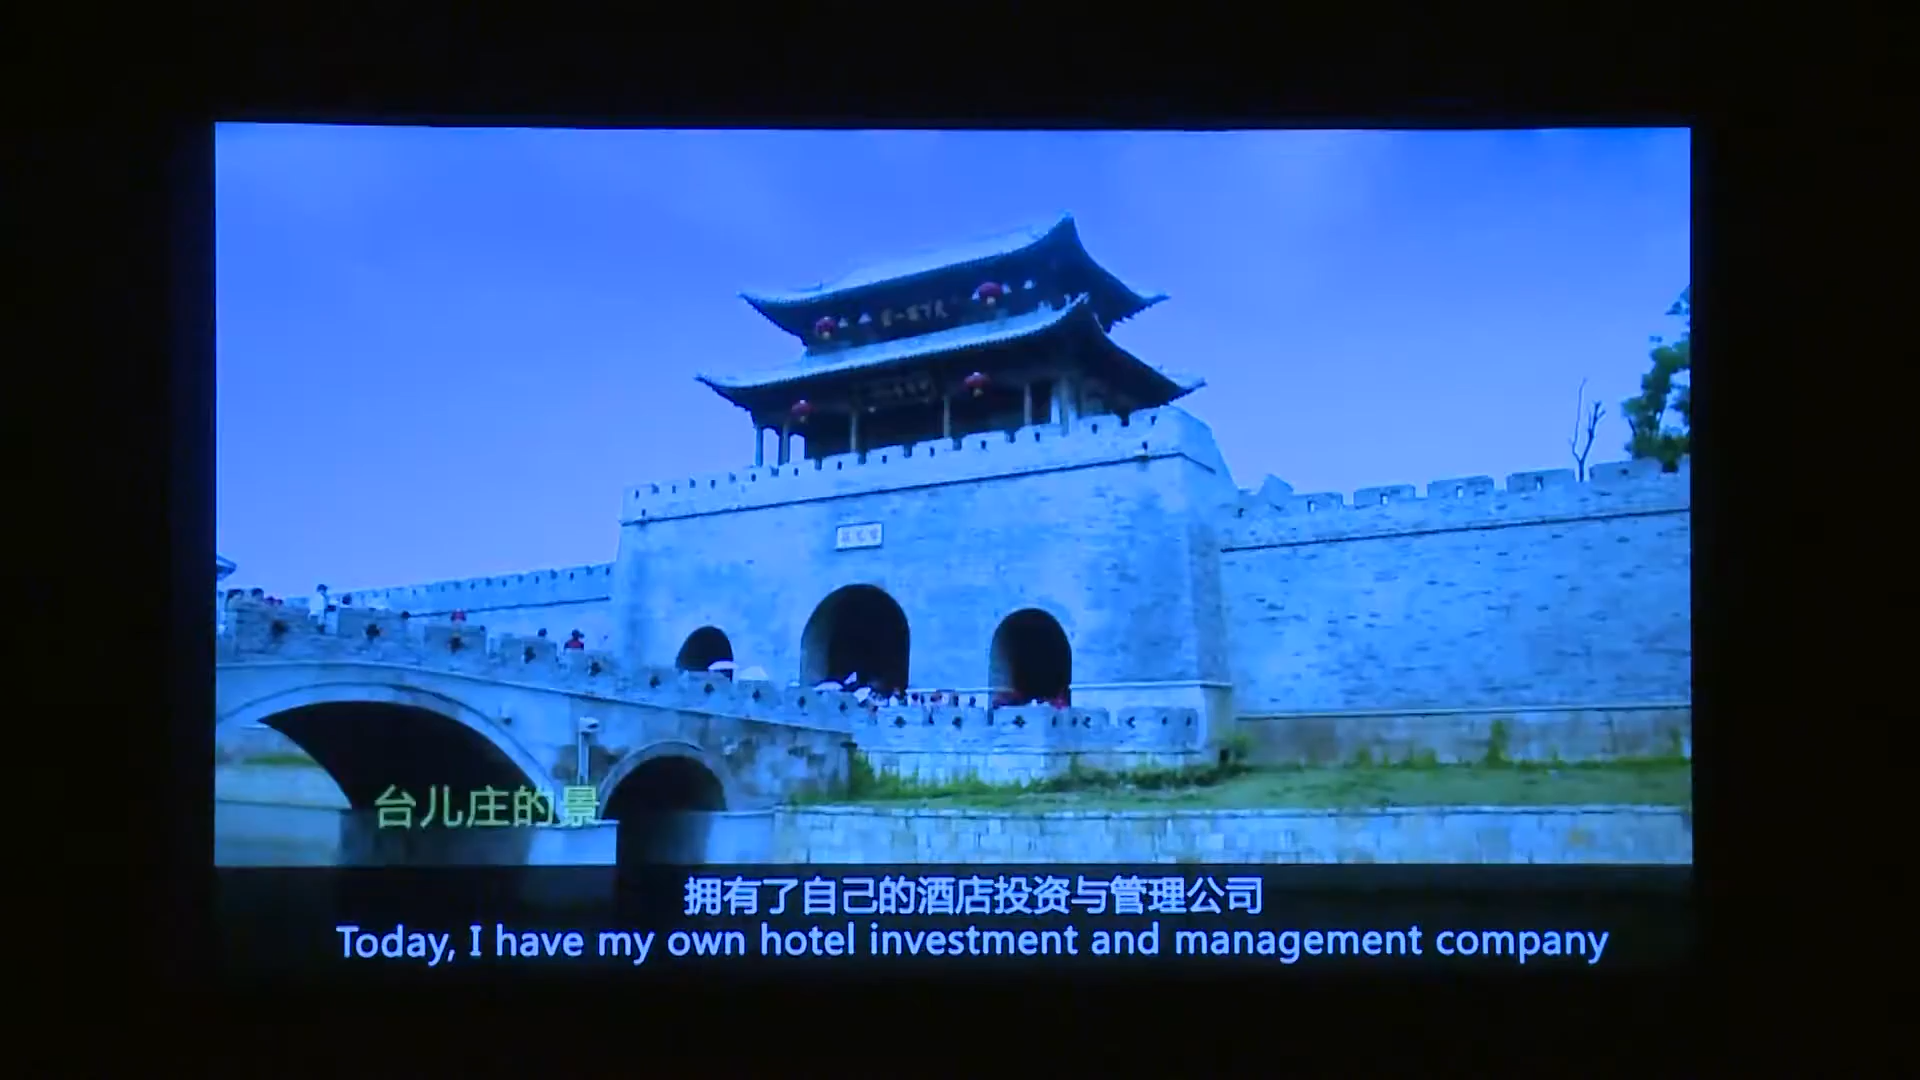 台儿庄的景
拥有了自己的酒店投资与管理公司
Today, I have my own hotel investment and management company